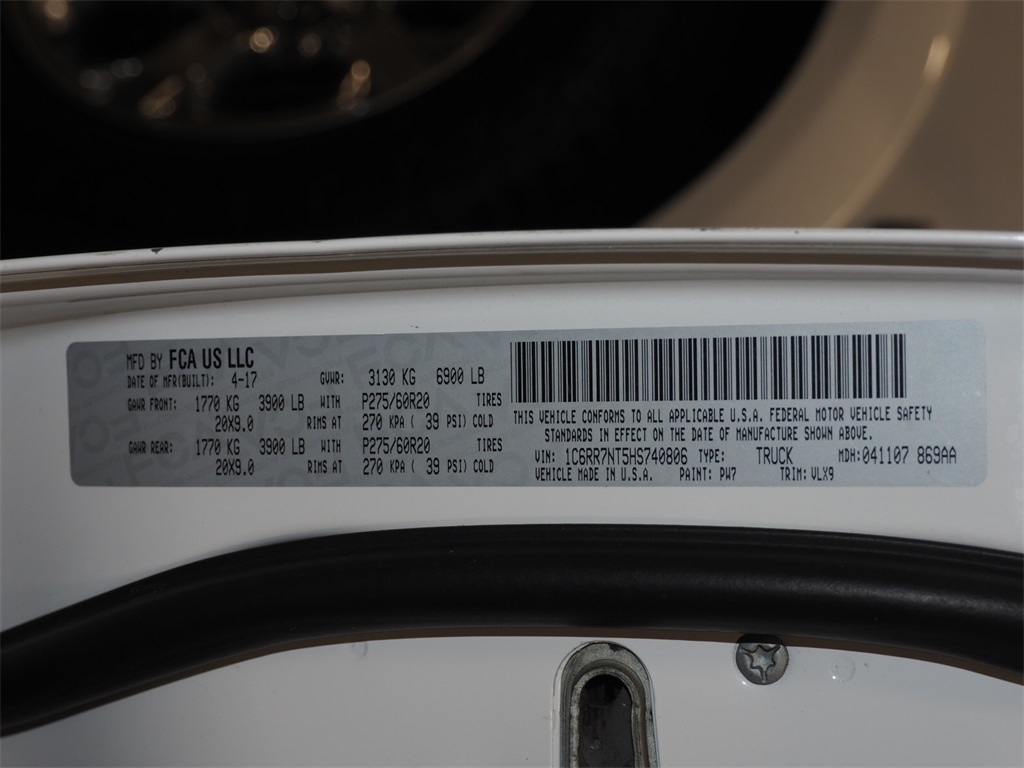 MFD BY FCA US LLC
DATE OF MFR(BUILT): 4-17 GVWR: 3130 KG 6900 LB
GAWR FRONT: 1770 KG 3900 LB WITH P275/60R20 TIRES
20X9.0 RIMS AT 270 KPA ( 39 PSI) COLD
GAWR REAR: 1770 KG 3900 LB WITH P275/60R20 TIRES
20X9.0 RIMS AT 270 KPA ( 39 PSI) COLD
THIS VEHICLE CONFORMS TO ALL APPLICABLE U.S.A. FEDERAL MOTOR VEHICLE SAFETY
STANDARDS IN EFFECT ON THE DATE OF MANUFACTURE SHOWN ABOVE.
VIN: 1C6RR7NT5HS740806 TYPE: TRUCK MDH:041107 869AA
VEHICLE MADE IN U.S.A. PAINT: PW7 TRIM: VLX9